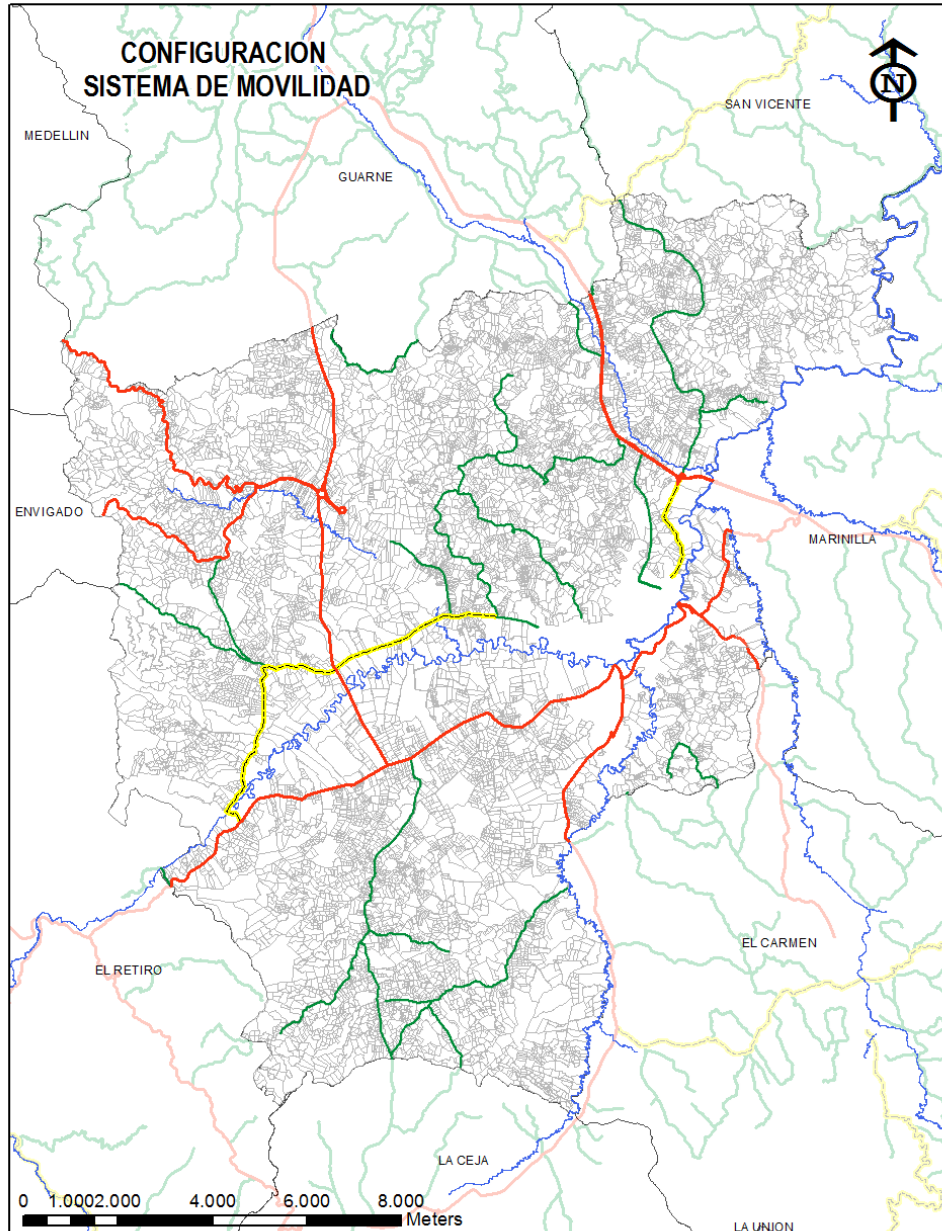 CONFIGURACION
SISTEMA DE MOVILIDAD
N
SAN VICENTE
MEDELLIN
GUARNE
ENVIGADO
MARINILLA
EL CARMEN
EL RETIRO
LA CEJA
0 1.0002.000 4.000 6.000 8.000
Meters
LA UNION